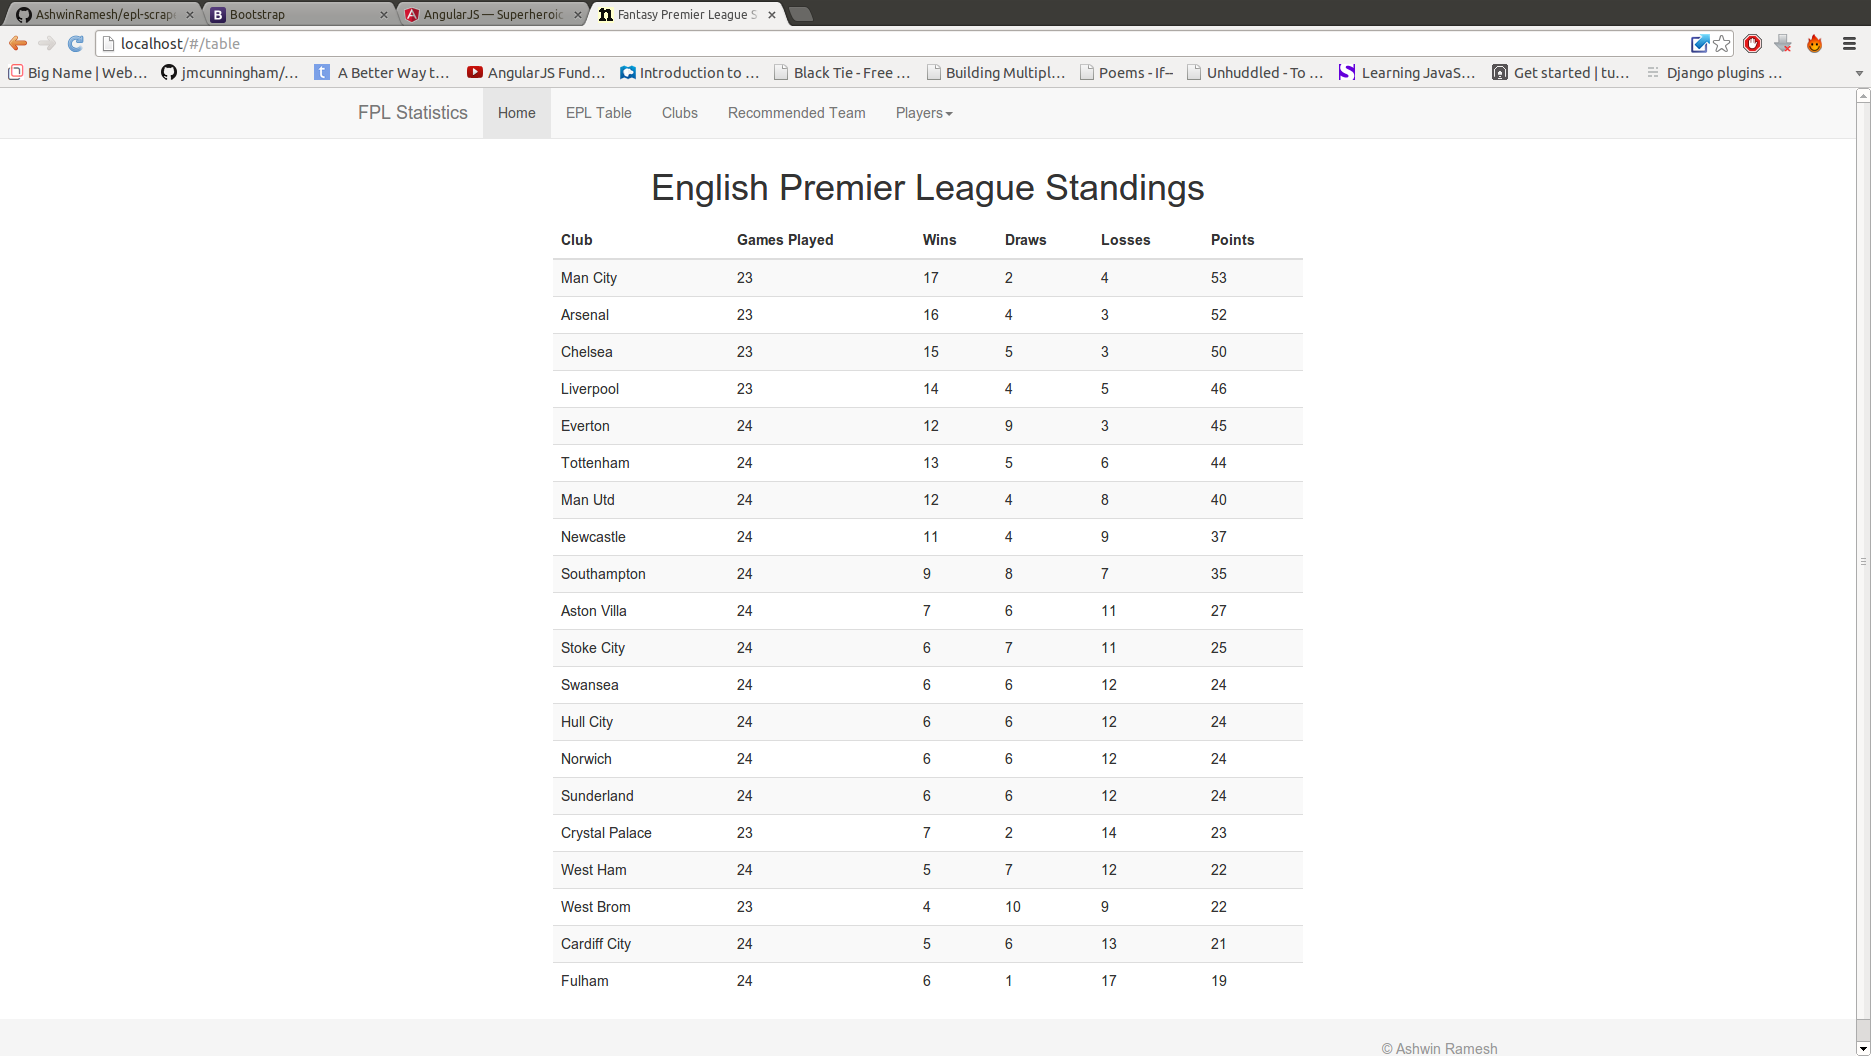 AshwinRamesh/epl-scrape Bootstrap AngularJS — Superheroic Fantasy Premier League S
localhost/#/table
Big Name | Web... jmcunningham/... A Better Way t... AngularJS Fund... Introduction to ... Black Tie - Free ... Building Multipl... Poems - If-- Unhuddled - To ... Learning JavaS... Get started | tu... Django plugins ...
FPL Statistics Home EPL Table Clubs Recommended Team Players
English Premier League Standings
Club Games Played Wins Draws Losses Points
Man City 23 17 2 4 53
Arsenal 23 16 4 3 52
Chelsea 23 15 5 3 50
Liverpool 23 14 4 5 46
Everton 24 12 9 3 45
Tottenham 24 13 5 6 44
Man Utd 24 12 4 8 40
Newcastle 24 11 4 9 37
Southampton 24 9 8 7 35
Aston Villa 24 7 6 11 27
Stoke City 24 6 7 11 25
Swansea 24 6 6 12 24
Hull City 24 6 6 12 24
Norwich 24 6 6 12 24
Sunderland 24 6 6 12 24
Crystal Palace 23 7 2 14 23
West Ham 24 5 7 12 22
West Brom 23 4 10 9 22
Cardiff City 24 5 6 13 21
Fulham 24 6 1 17 19
© Ashwin Ramesh